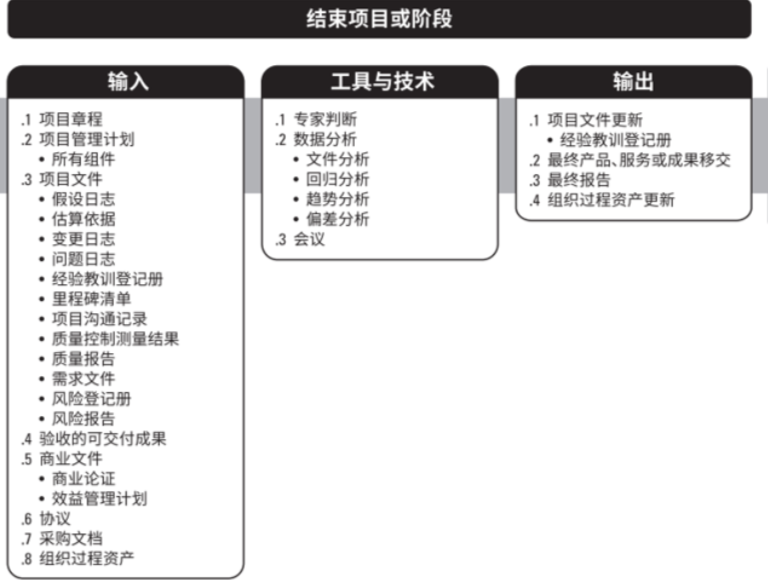 结束项目或阶段
输入
.1 项目章程
.2 项目管理计划
• 所有组件
.3 项目文件
• 假设日志
• 估算依据
• 变更日志
• 问题日志
• 经验教训登记册
• 里程碑清单
• 项目沟通记录
• 质量控制测量结果
• 质量报告
• 需求文件
• 风险登记册
• 风险报告
.4 验收的可交付成果
.5 商业文件
• 商业论证
• 效益管理计划
.6 协议
.7 采购文档
.8 组织过程资产
工具与技术
.1 专家判断
.2 数据分析
• 文件分析
• 回归分析
• 趋势分析
• 偏差分析
.3 会议
输出
.1 项目文件更新
• 经验教训登记册
.2 最终产品、服务或成果移交
.3 最终报告
.4 组织过程资产更新